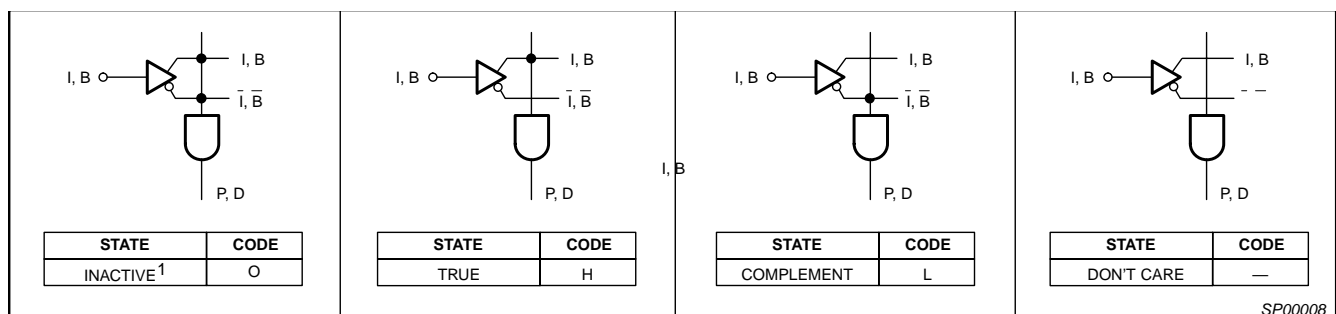 I, B
I, B
I̅, B̅
P, D
STATE CODE
INACTIVE1 O
I, B
I, B
I̅, B̅
P, D
STATE CODE
TRUE H
I, B
I, B
I, B
I̅, B̅
P, D
STATE CODE
COMPLEMENT L
I, B
I, B
P, D
STATE CODE
DON'T CARE —
SP00008